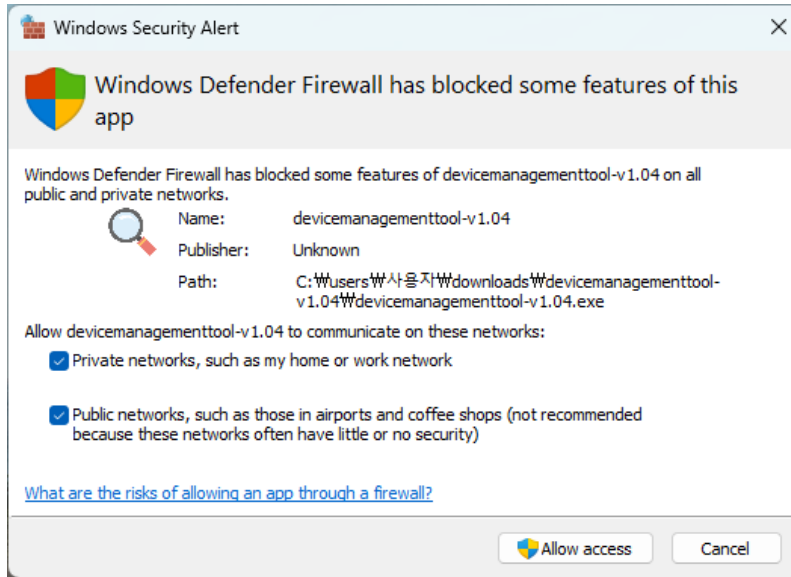 Windows Security Alert
Windows Defender Firewall has blocked some features of this
app
Windows Defender Firewall has blocked some features of devicemanagementtool-v1.04 on all
public and private networks.
Name: devicemanagementtool-v1.04
Publisher: Unknown
Path: C:₩users₩사용자₩downloads₩devicemanagementtool-
v1.04₩devicemanagementtool-v1.04.exe
Allow devicemanagementtool-v1.04 to communicate on these networks:
Private networks, such as my home or work network
Public networks, such as those in airports and coffee shops (not recommended
because these networks often have little or no security)
What are the risks of allowing an app through a firewall?
Allow access Cancel